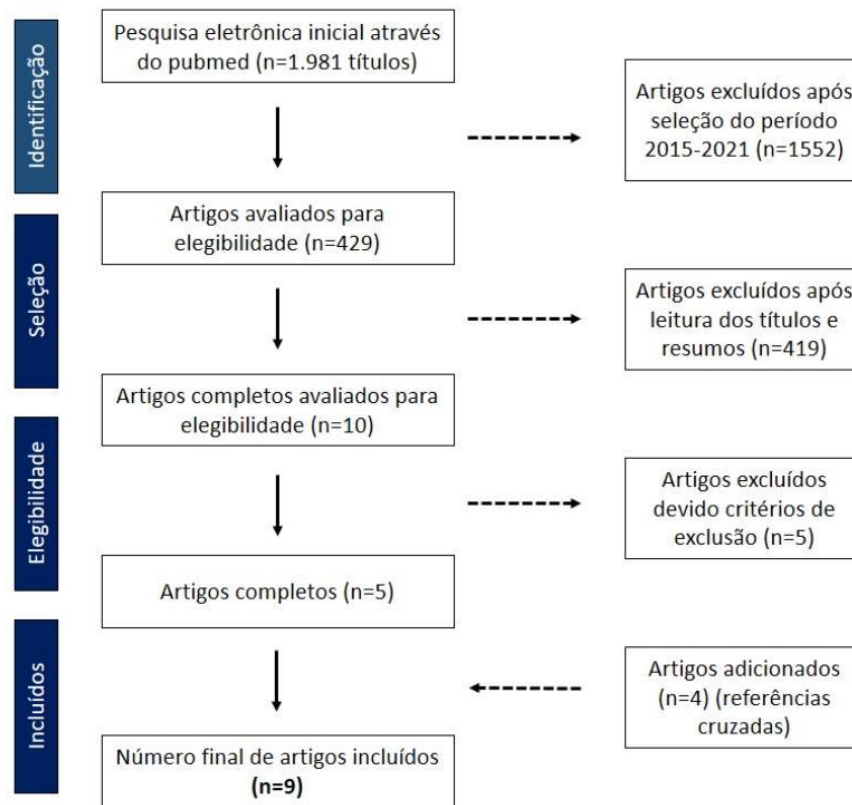 Identificação
Pesquisa eletrônica inicial através
do pubmed (n=1.981 títulos)
Artigos excluídos após
seleção do período
2015-2021 (n=1552)
Seleção
Artigos avaliados para
elegibilidade (n=429)
Artigos excluídos após
leitura dos títulos e
resumos (n=419)
Artigos completos avaliados para
elegibilidade (n=10)
Elegibilidade
Artigos excluídos
devido critérios de
exclusão (n=5)
Artigos completos (n=5)
Incluídos
Artigos adicionados
(n=4) (referências
cruzadas)
Número final de artigos incluídos
(n=9)